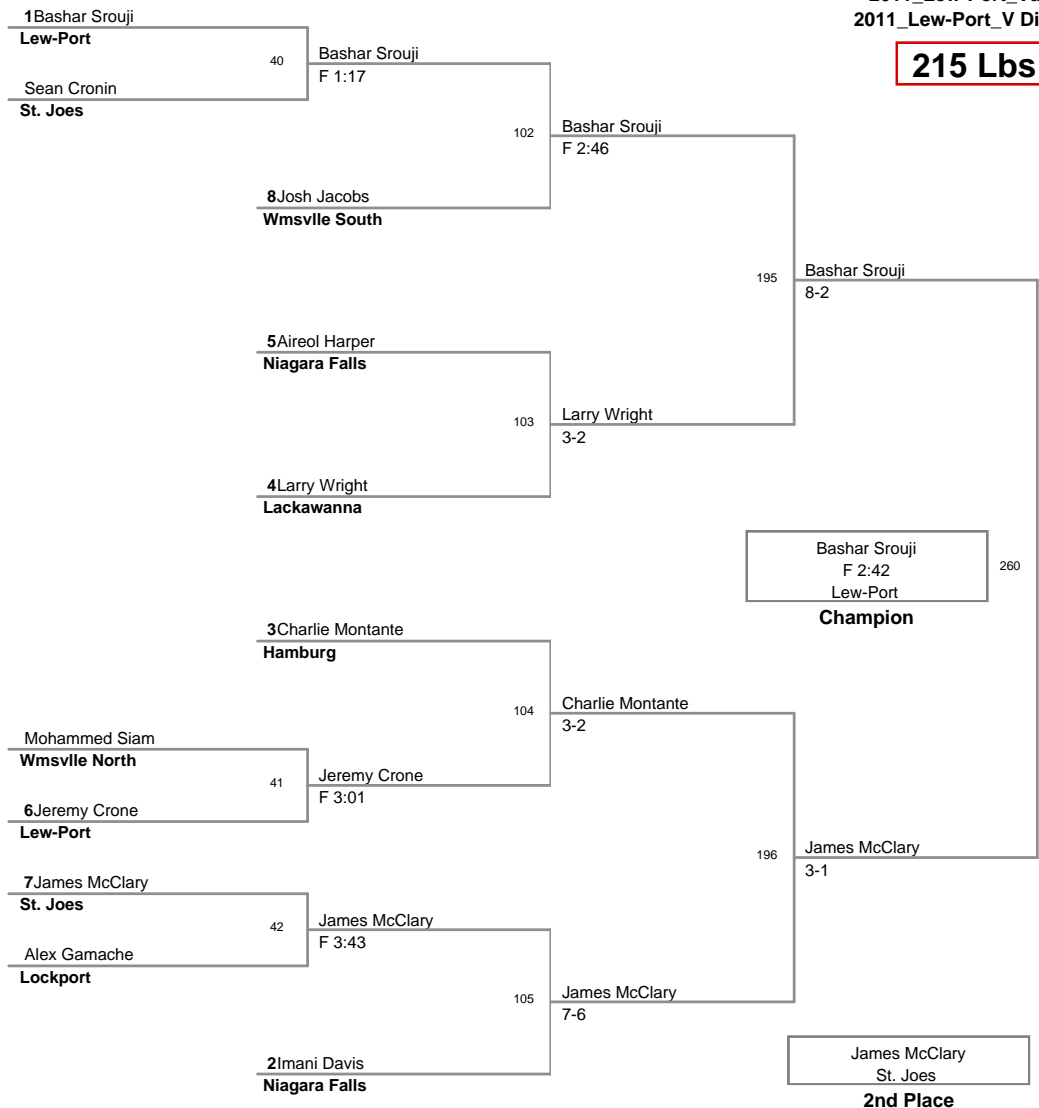 2011_Lew-Port_V Di
215 Lbs
1Bashar Srouji
Lew-Port
40
Sean Cronin
St. Joes
Bashar Srouji
F 1:17
102
8Josh Jacobs
Wmsvlle South
Bashar Srouji
F 2:46
195
5Aireol Harper
Niagara Falls
103
4Larry Wright
Lackawanna
Larry Wright
3-2
Bashar Srouji
8-2
Bashar Srouji
F 2:42
Lew-Port
Champion
260
3Charlie Montante
Hamburg
104
Mohammed Siam
Wmsvlle North
41
6Jeremy Crone
Lew-Port
Jeremy Crone
F 3:01
Charlie Montante
3-2
196
7James McClary
St. Joes
42
Alex Gamache
Lockport
James McClary
F 3:43
105
2Imani Davis
Niagara Falls
James McClary
7-6
James McClary
3-1
James McClary
St. Joes
2nd Place